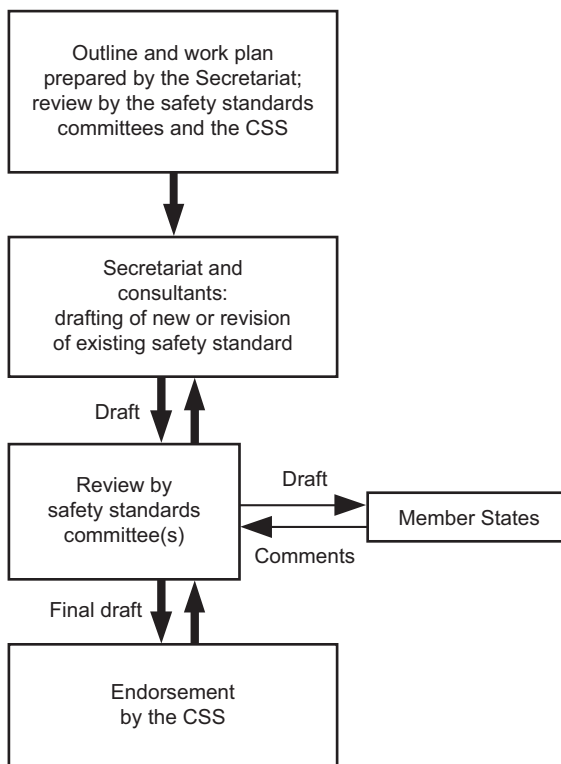 Outline and work plan
prepared by the Secretariat;
review by the safety standards
committees and the CSS
Secretariat and
consultants:
drafting of new or revision
of existing safety standard
Draft
Review by
safety standards
committee(s)
Draft
Member States
Comments
Final draft
Endorsement
by the CSS